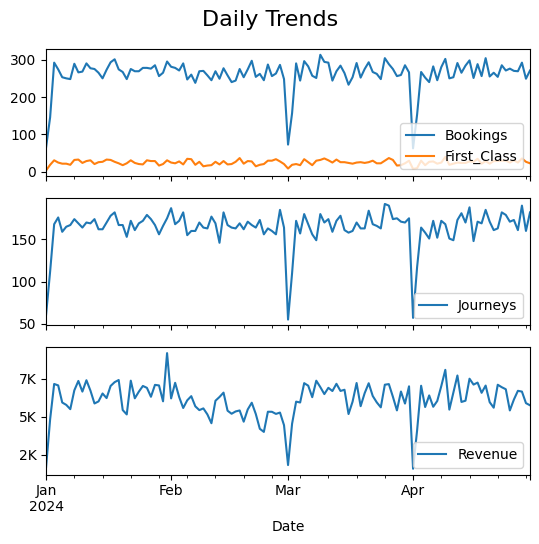 Daily Trends
300
200
100
0
Bookings
First_Class
150
100
50
Journeys
7K
5K
2K
Revenue
Jan
2024
Feb
Mar
Apr
Date